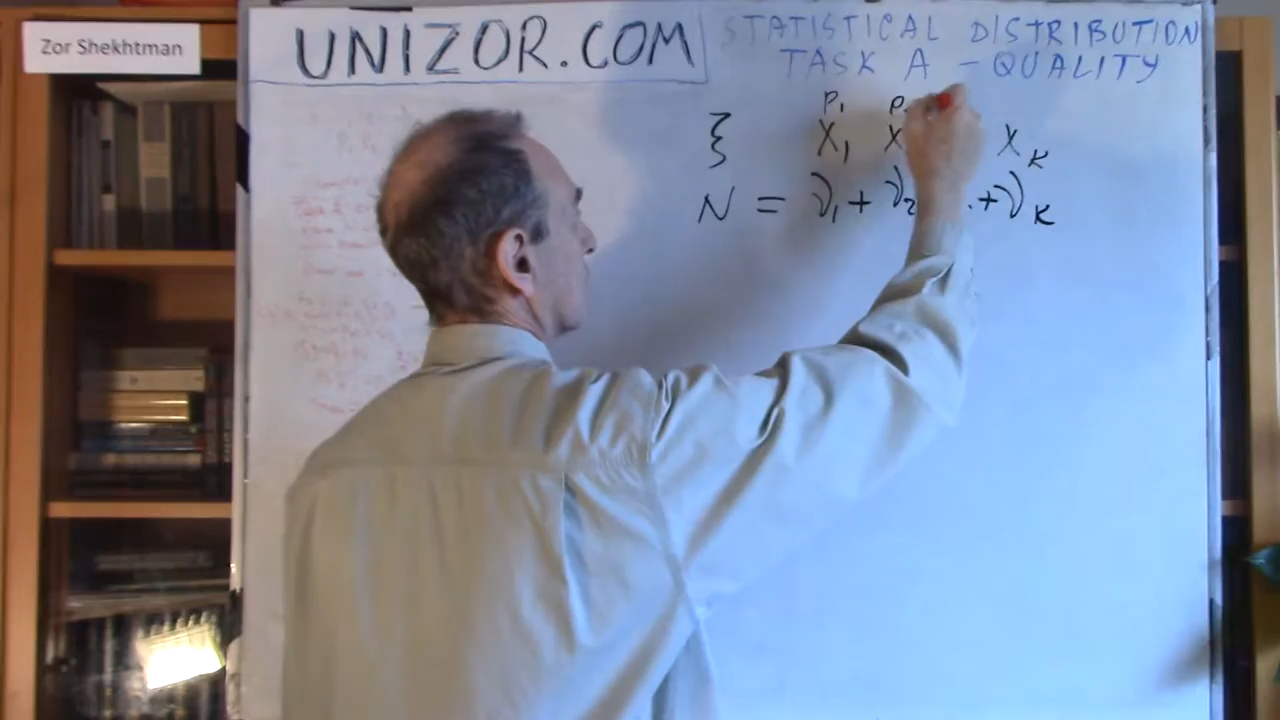 Zor Shekhtman
UNIZOR.COM
STATISTICAL DISTRIBUTION
TASK A - QUALITY
p₁ p
ξ x₁ x x_K
N = ν₁ + ν₂ . + ν_K